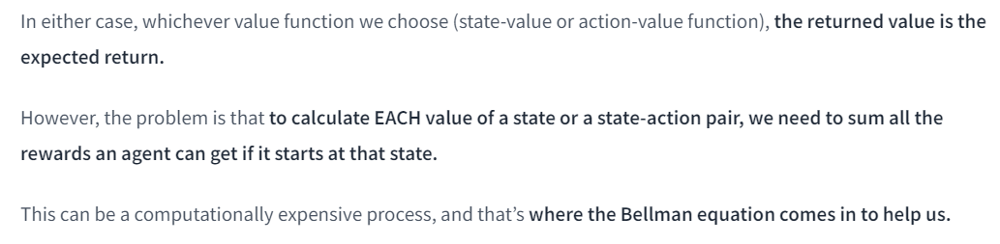 In either case, whichever value function we choose (state-value or action-value function), the returned value is the
expected return.
However, the problem is that to calculate EACH value of a state or a state-action pair, we need to sum all the
rewards an agent can get if it starts at that state.
This can be a computationally expensive process, and that’s where the Bellman equation comes in to help us.